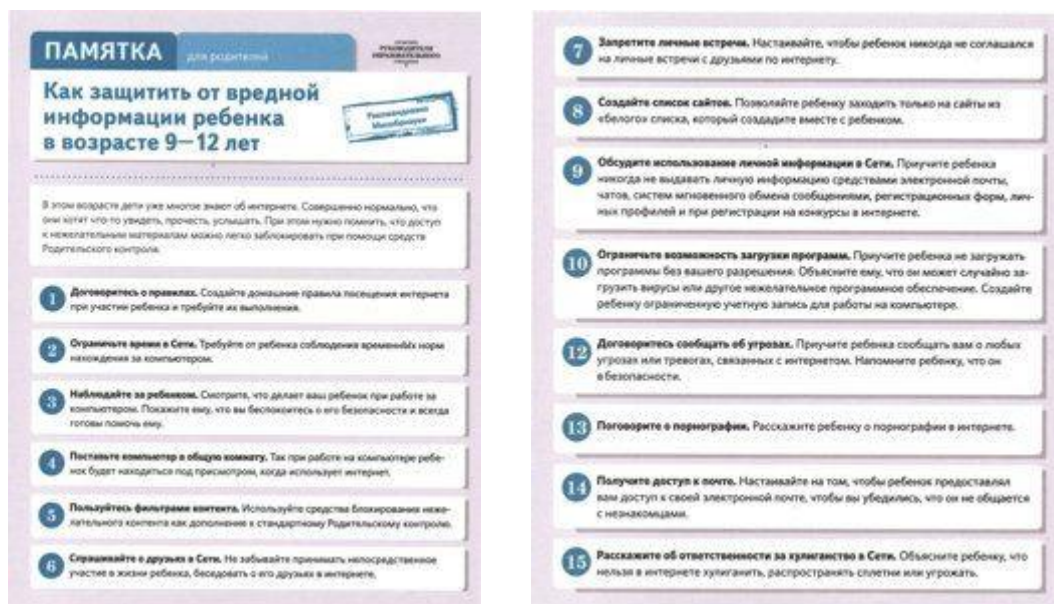 ПАМЯТКА для родителей
РУКОВОДИТЕЛЯ
ОБРАЗОВАТЕЛЬНОГО
Как защитить от вредной
информации ребенка
в возрасте 9–12 лет
Рекомендовано
Минобрнауки
В этом возрасте дети уже многое знают об интернете. Совершенно нормально, что
они хотят что-то увидеть, прочесть, услышать. При этом нужно помнить, что доступ
к нежелательным материалам можно легко заблокировать при помощи средств
Родительского контроля.
1 Договоритесь о правилах. Создайте домашние правила посещения интернета
при участии ребенка и требуйте их выполнения.
2 Ограничьте время в Сети. Требуйте от ребенка соблюдения временных норм
нахождения за компьютером.
3 Наблюдайте за ребенком. Смотрите, что делает ваш ребенок при работе за
компьютером. Покажите ему, что вы беспокоитесь о его безопасности и всегда
готовы помочь ему.
4 Поставьте компьютер в общую комнату. Так при работе на компьютере ребе-
нок будет находиться под присмотром, когда использует интернет.
5 Пользуйтесь фильтрами контента. Используйте средства блокирования неже-
лательного контента как дополнение к стандартному Родительскому контролю.
6 Спрашивайте о друзьях в Сети. Не забывайте принимать непосредственное
участие в жизни ребенка, беседовать о его друзьях в интернете.
7 Запретите личные встречи. Настаивайте, чтобы ребенок никогда не соглашался
на личные встречи с друзьями по интернету.
8 Создайте список сайтов. Позволяйте ребенку заходить только на сайты из
«белого» списка, который создадите вместе с ребенком.
9 Обсудите использование личной информации в Сети. Приучите ребенка
никогда не выдавать личную информацию средствами электронной почты,
чатов, систем мгновенного обмена сообщениями, регистрационных форм, лич-
ных профилей и при регистрации на конкурсы в интернете.
10 Ограничьте возможность загрузки программ. Приучите ребенка не загружать
программы без вашего разрешения. Объясните ему, что он может случайно за-
грузить вирусы или другое нежелательное программное обеспечение. Создайте
ребенку ограниченную учетную запись для работы на компьютере.
12 Договоритесь сообщать об угрозах. Приучите ребенка сообщать вам о любых
угрозах или тревогах, связанных с интернетом. Напомните ребенку, что он
в безопасности.
13 Поговорите о порнографии. Расскажите ребенку о порнографии в интернете.
14 Получите доступ к почте. Настаивайте на том, чтобы ребенок предоставлял
вам доступ к своей электронной почте, чтобы вы убедились, что он не общается
с незнакомцами.
15 Расскажите об ответственности за хулиганство в Сети. Объясните ребенку, что
нельзя в интернете хулиганить, распространять сплетни или угрожать.